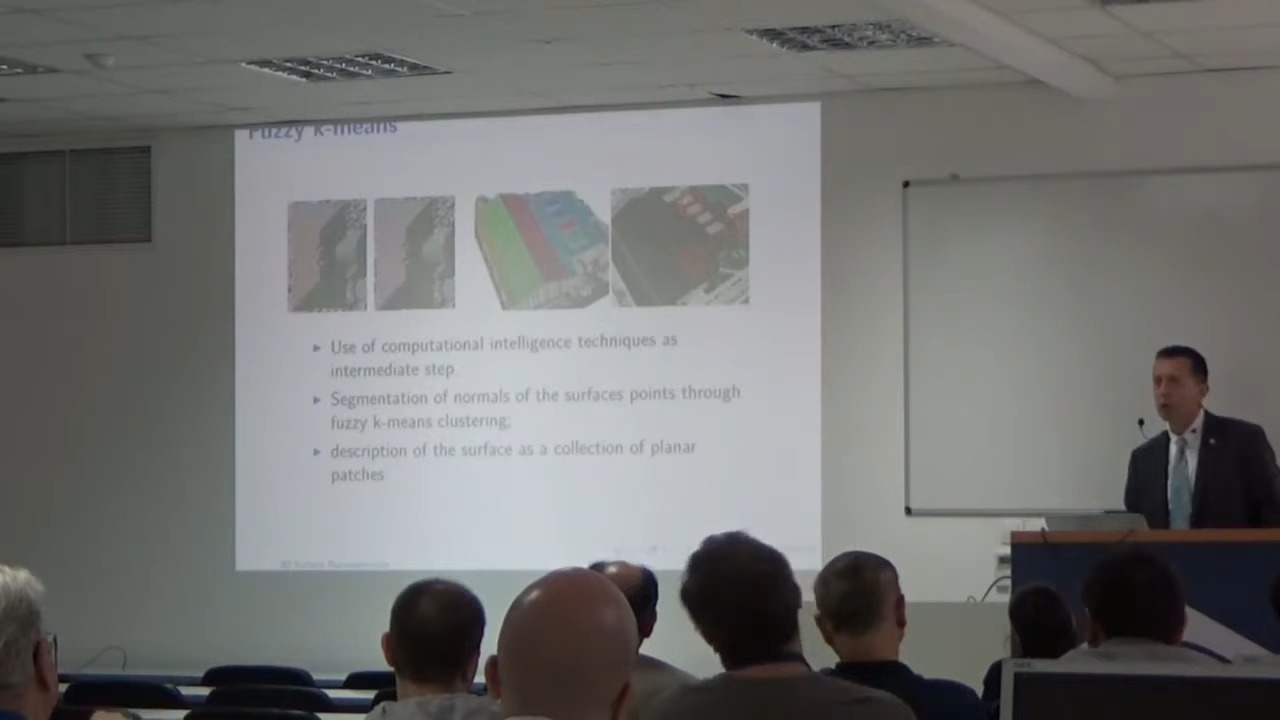 Fuzzy k-means
▸ Use of computational intelligence techniques as
intermediate step
▸ Segmentation of normals of the surfaces points through
fuzzy k-means clustering;
▸ description of the surface as a collection of planar
patches